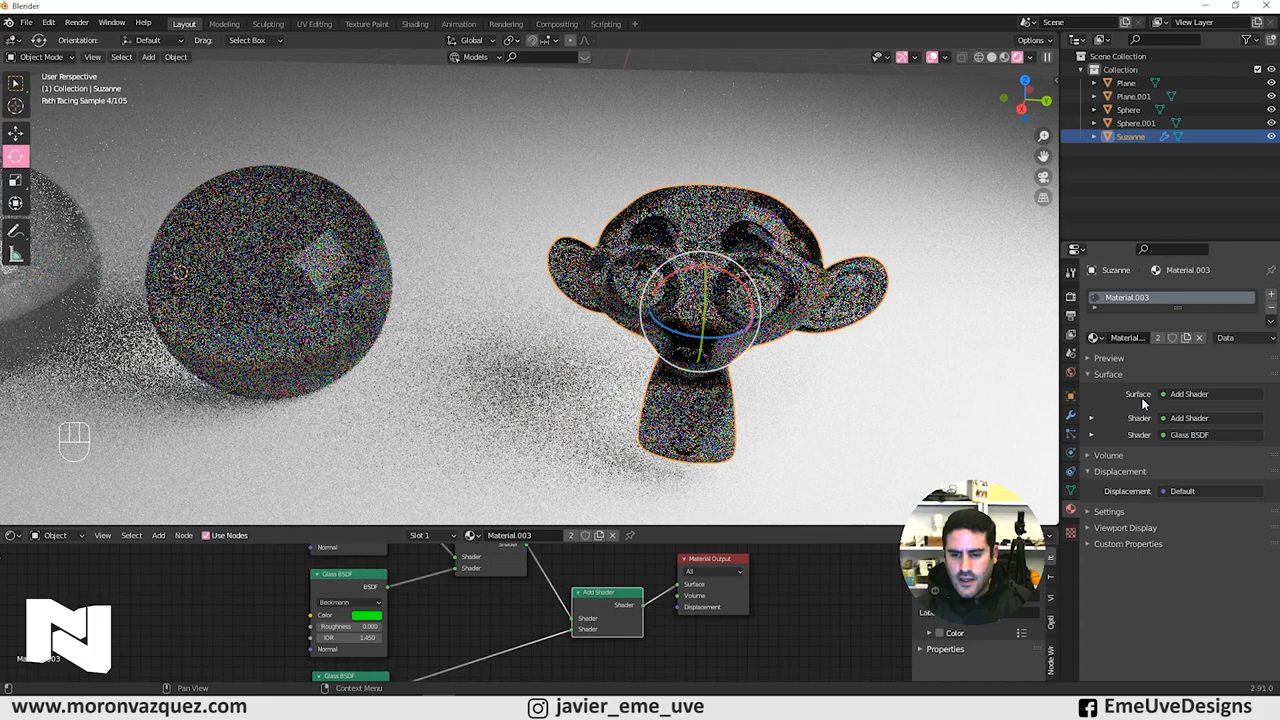 Blender
File Edit Render Window Help Layout Modeling Sculpting UV Editing Texture Paint Shading Animation Rendering Compositing Scripting + Scene View Layer
Orientation: Default Drag: Select Box Global Options
Object Mode View Select Add Object Models
User Perspective
(1) Collection | Suzanne
Path Tracing Sample 4/105
Y
X
Z
Scene Collection
Collection
Plane
Plane.001
Sphere
Sphere.001
Suzanne
Suzanne Material.003
Material.003
Material... 2 Data
Preview
Surface
Surface Add Shader
Shader Add Shader
Shader Glass BSDF
Volume
Displacement
Displacement Default
Settings
Viewport Display
Custom Properties
Object View Select Add Node Use Nodes Slot 1 Material.003 2
Normal
Shader
Shader
Shader
Glass BSDF
BSDF
Beckmann
Color
Roughness 0.000
IOR 1.450
Normal
Glass BSDF
Add Shader
Shader
Shader
Shader
Material Output
All
Surface
Volume
Displacement
Color
Properties
N
Pan View Context Menu 2.91.0
www.moronvazquez.com javier_eme_uve EmeUveDesigns